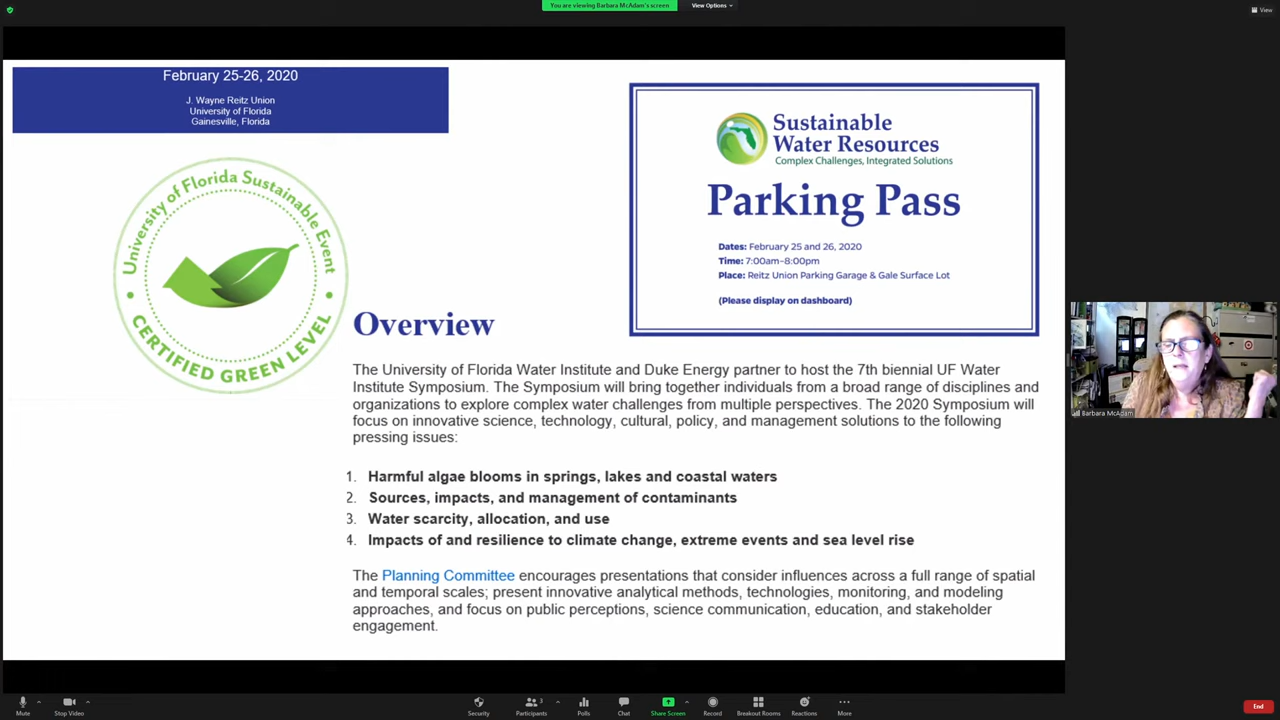 You are viewing Barbara McAdam's screen
View Options
View
February 25-26, 2020
J. Wayne Reitz Union
University of Florida
Gainesville, Florida
University of Florida Sustainable Event
CERTIFIED GREEN LEVEL
Sustainable
Water Resources
Complex Challenges, Integrated Solutions
Parking Pass
Dates: February 25 and 26, 2020
Time: 7:00am–8:00pm
Place: Reitz Union Parking Garage & Gale Surface Lot
(Please display on dashboard)
Overview
The University of Florida Water Institute and Duke Energy partner to host the 7th biennial UF Water
Institute Symposium. The Symposium will bring together individuals from a broad range of disciplines and
organizations to explore complex water challenges from multiple perspectives. The 2020 Symposium will
focus on innovative science, technology, cultural, policy, and management solutions to the following
pressing issues:
1. Harmful algae blooms in springs, lakes and coastal waters
2. Sources, impacts, and management of contaminants
3. Water scarcity, allocation, and use
4. Impacts of and resilience to climate change, extreme events and sea level rise
The Planning Committee encourages presentations that consider influences across a full range of spatial
and temporal scales; present innovative analytical methods, technologies, monitoring, and modeling
approaches, and focus on public perceptions, science communication, education, and stakeholder
engagement.
Barbara McAdam
Mute
Stop Video
Security
Participants
3
Polls
Chat
Share Screen
Record
Breakout Rooms
Reactions
More
End